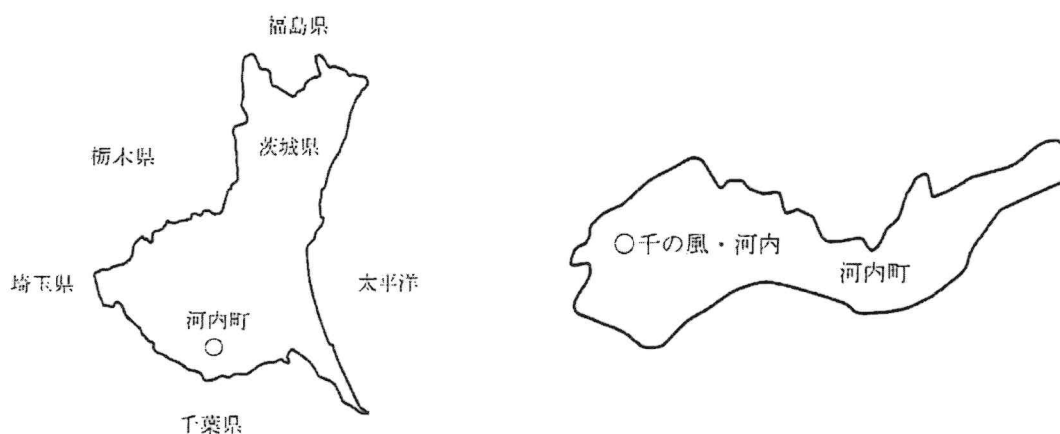 福島県
栃木県
茨城県
埼玉県
太平洋
河内町
千葉県
○千の風・河内
河内町